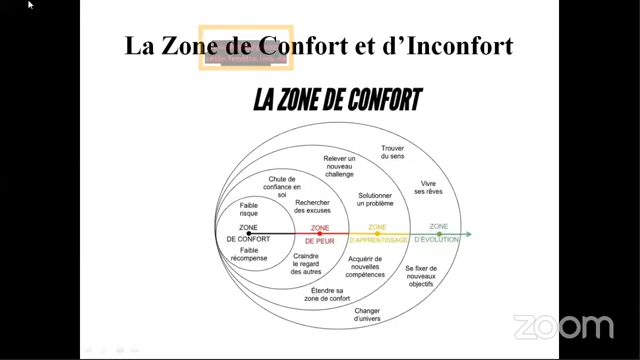 La Zone de Confort et d'Inconfort
LA ZONE DE CONFORT
Trouver
du sens
Relever un
nouveau
challenge
Chute de
confiance en
soi
Vivre
ses rêves
Solutionner
un problème
Faible
risque
Rechercher
des excuses
ZONE
DE CONFORT
ZONE
DE PEUR
ZONE
D'APPRENTISSAGE
ZONE
D'ÉVOLUTION
Faible
récompense
Craindre
le regard
des autres
Acquérir de
nouvelles
compétences
Se fixer de
nouveaux
objectifs
Étendre sa
zone de confort
Changer
d'univers
zoom